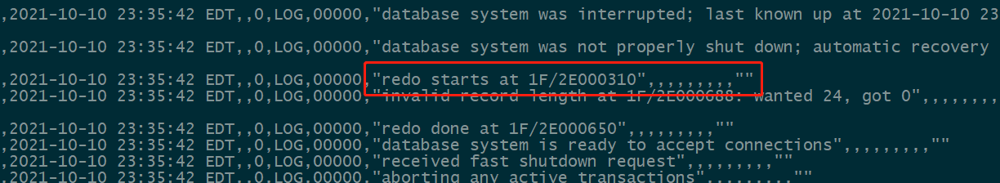 ,2021-10-10 23:35:42 EDT,,0,LOG,00000,"database system was interrupted; last known up at 2021-10-10 23
,2021-10-10 23:35:42 EDT,,0,LOG,00000,"database system was not properly shut down; automatic recovery
,2021-10-10 23:35:42 EDT,,0,LOG,00000,"redo starts at 1F/2E000310",,,,,,,,,""
,2021-10-10 23:35:42 EDT,,0,LOG,00000,"invalid record length at 1F/2E000688: wanted 24, got 0",,,,,,,,
,2021-10-10 23:35:42 EDT,,0,LOG,00000,"redo done at 1F/2E000650",,,,,,,,,""
,2021-10-10 23:35:42 EDT,,0,LOG,00000,"database system is ready to accept connections",,,,,,,,,""
,2021-10-10 23:35:42 EDT,,0,LOG,00000,"received fast shutdown request",,,,,,,,,""
,2021-10-10 23:35:42 EDT,,0,LOG,00000,"aborting any active transactions",,,,,,,,,""